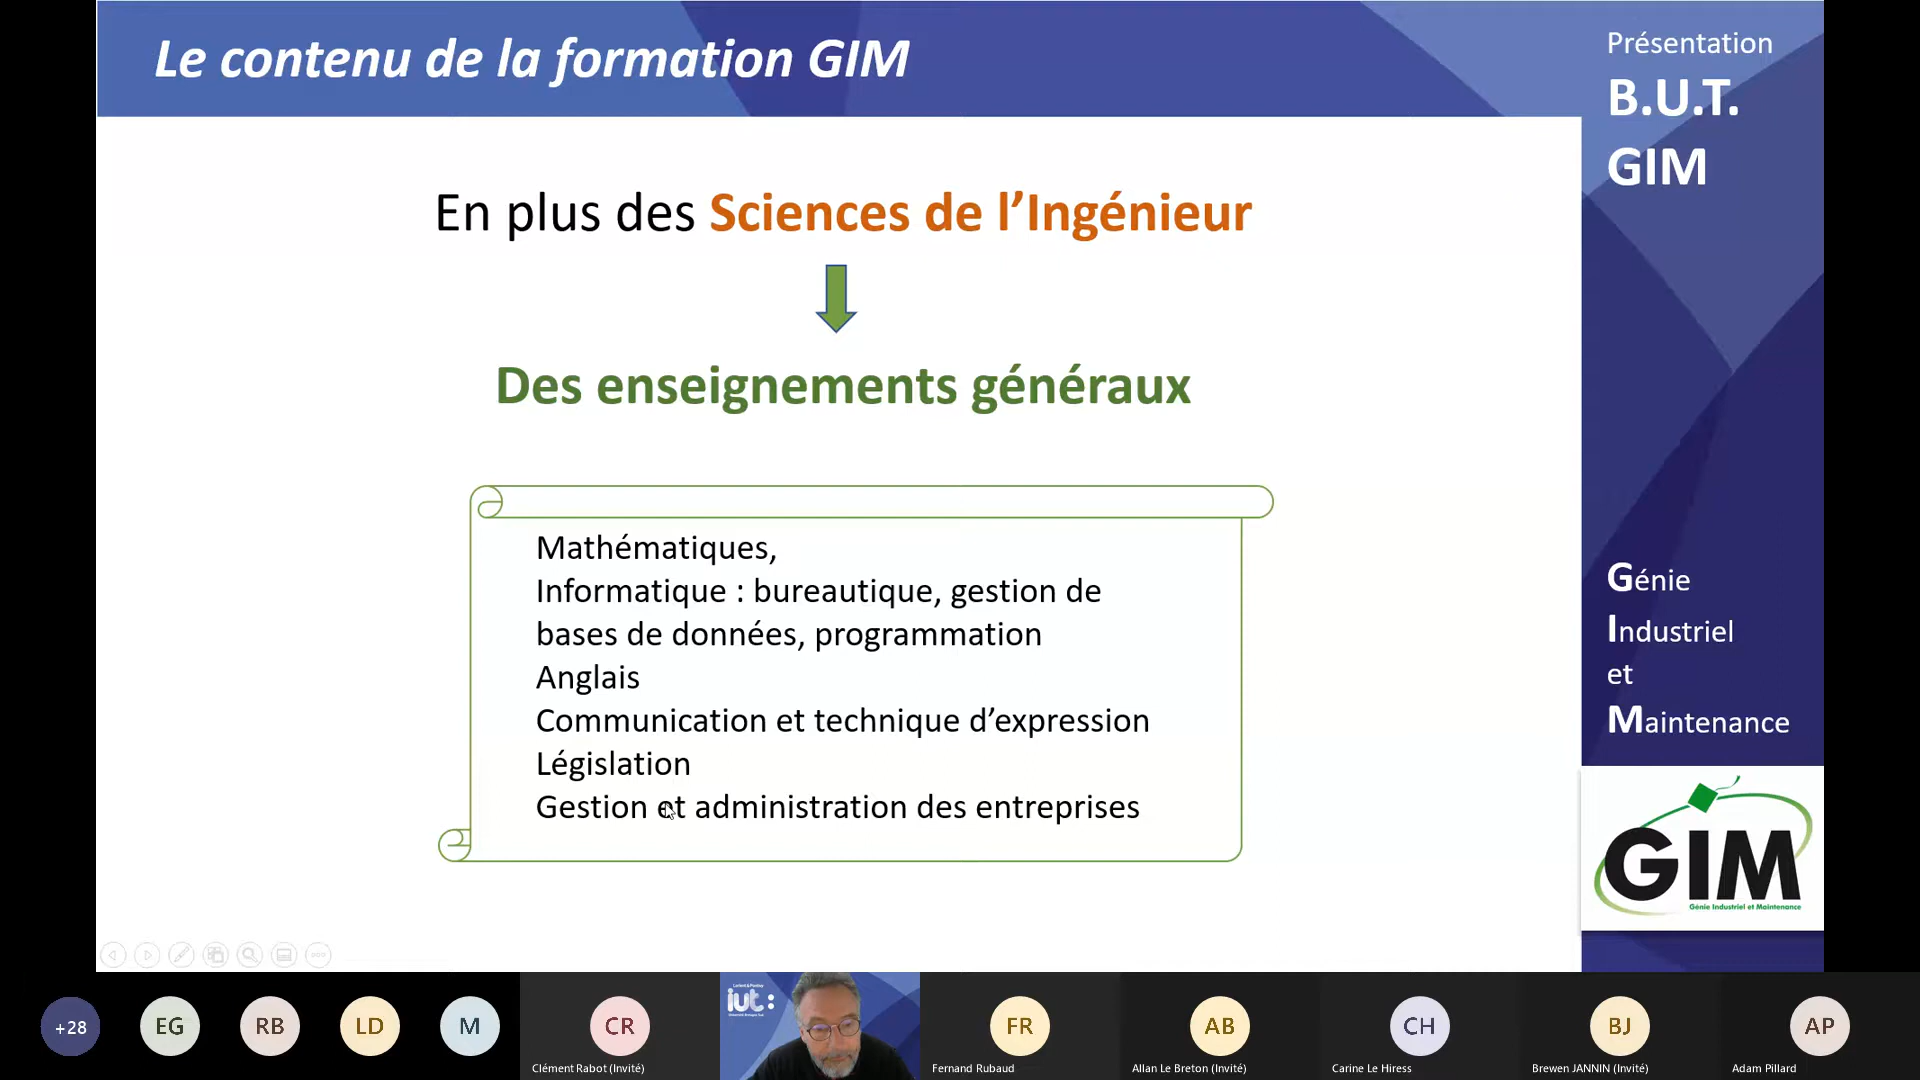 Le contenu de la formation GIM
Présentation
B.U.T.
GIM
En plus des Sciences de l’Ingénieur
Des enseignements généraux
Mathématiques,
Informatique : bureautique, gestion de
bases de données, programmation
Anglais
Communication et technique d’expression
Législation
Gestion et administration des entreprises
Génie
Industriel
et
Maintenance
GIM
Génie Industriel et Maintenance
+28
EG
RB
LD
M
CR
Clément Rabot (Invité)
iut:
FR
Fernand Rubaud
AB
Allan Le Breton (Invité)
CH
Carine Le Hiress
BJ
Brewen JANNIN (Invité)
AP
Adam Pillard